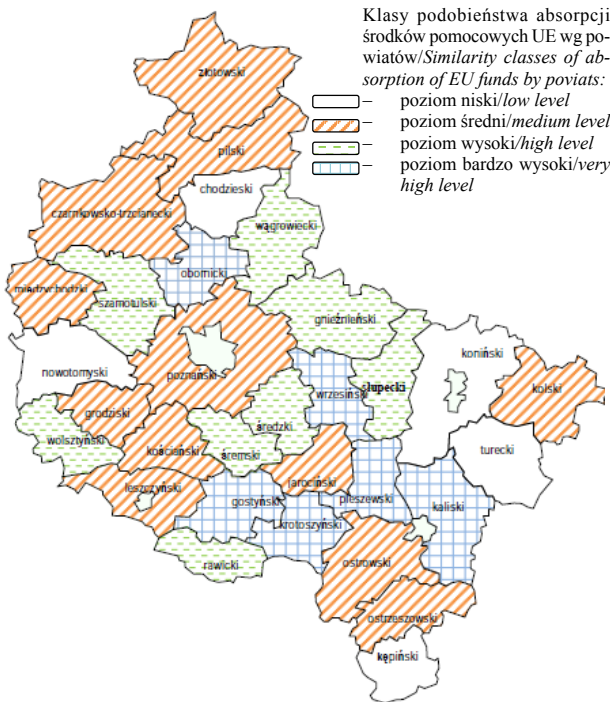 Klasy podobieństwa absorpcji
środków pomocowych UE wg po-
wiatów/Similarity classes of ab-
sorption of EU funds by poviats:
– poziom niski/low level
– poziom średni/medium level
– poziom wysoki/high level
– poziom bardzo wysoki/very
high level
złotowski
pilski
chodzieski
czarnkowsko-trzcianecki
wągrowiecki
obornicki
międzychodzki
szamotulski
gnieźnieński
koniński
nowotomyski
poznański
słupecki
wrzesiński
kolski
grodziski
średzki
wolsztyński
kościański
śremski
turecki
leszczyński
jarociński
gostyński
pleszewski
kaliski
krotoszyński
rawicki
ostrowski
ostrzeszowski
kępiński